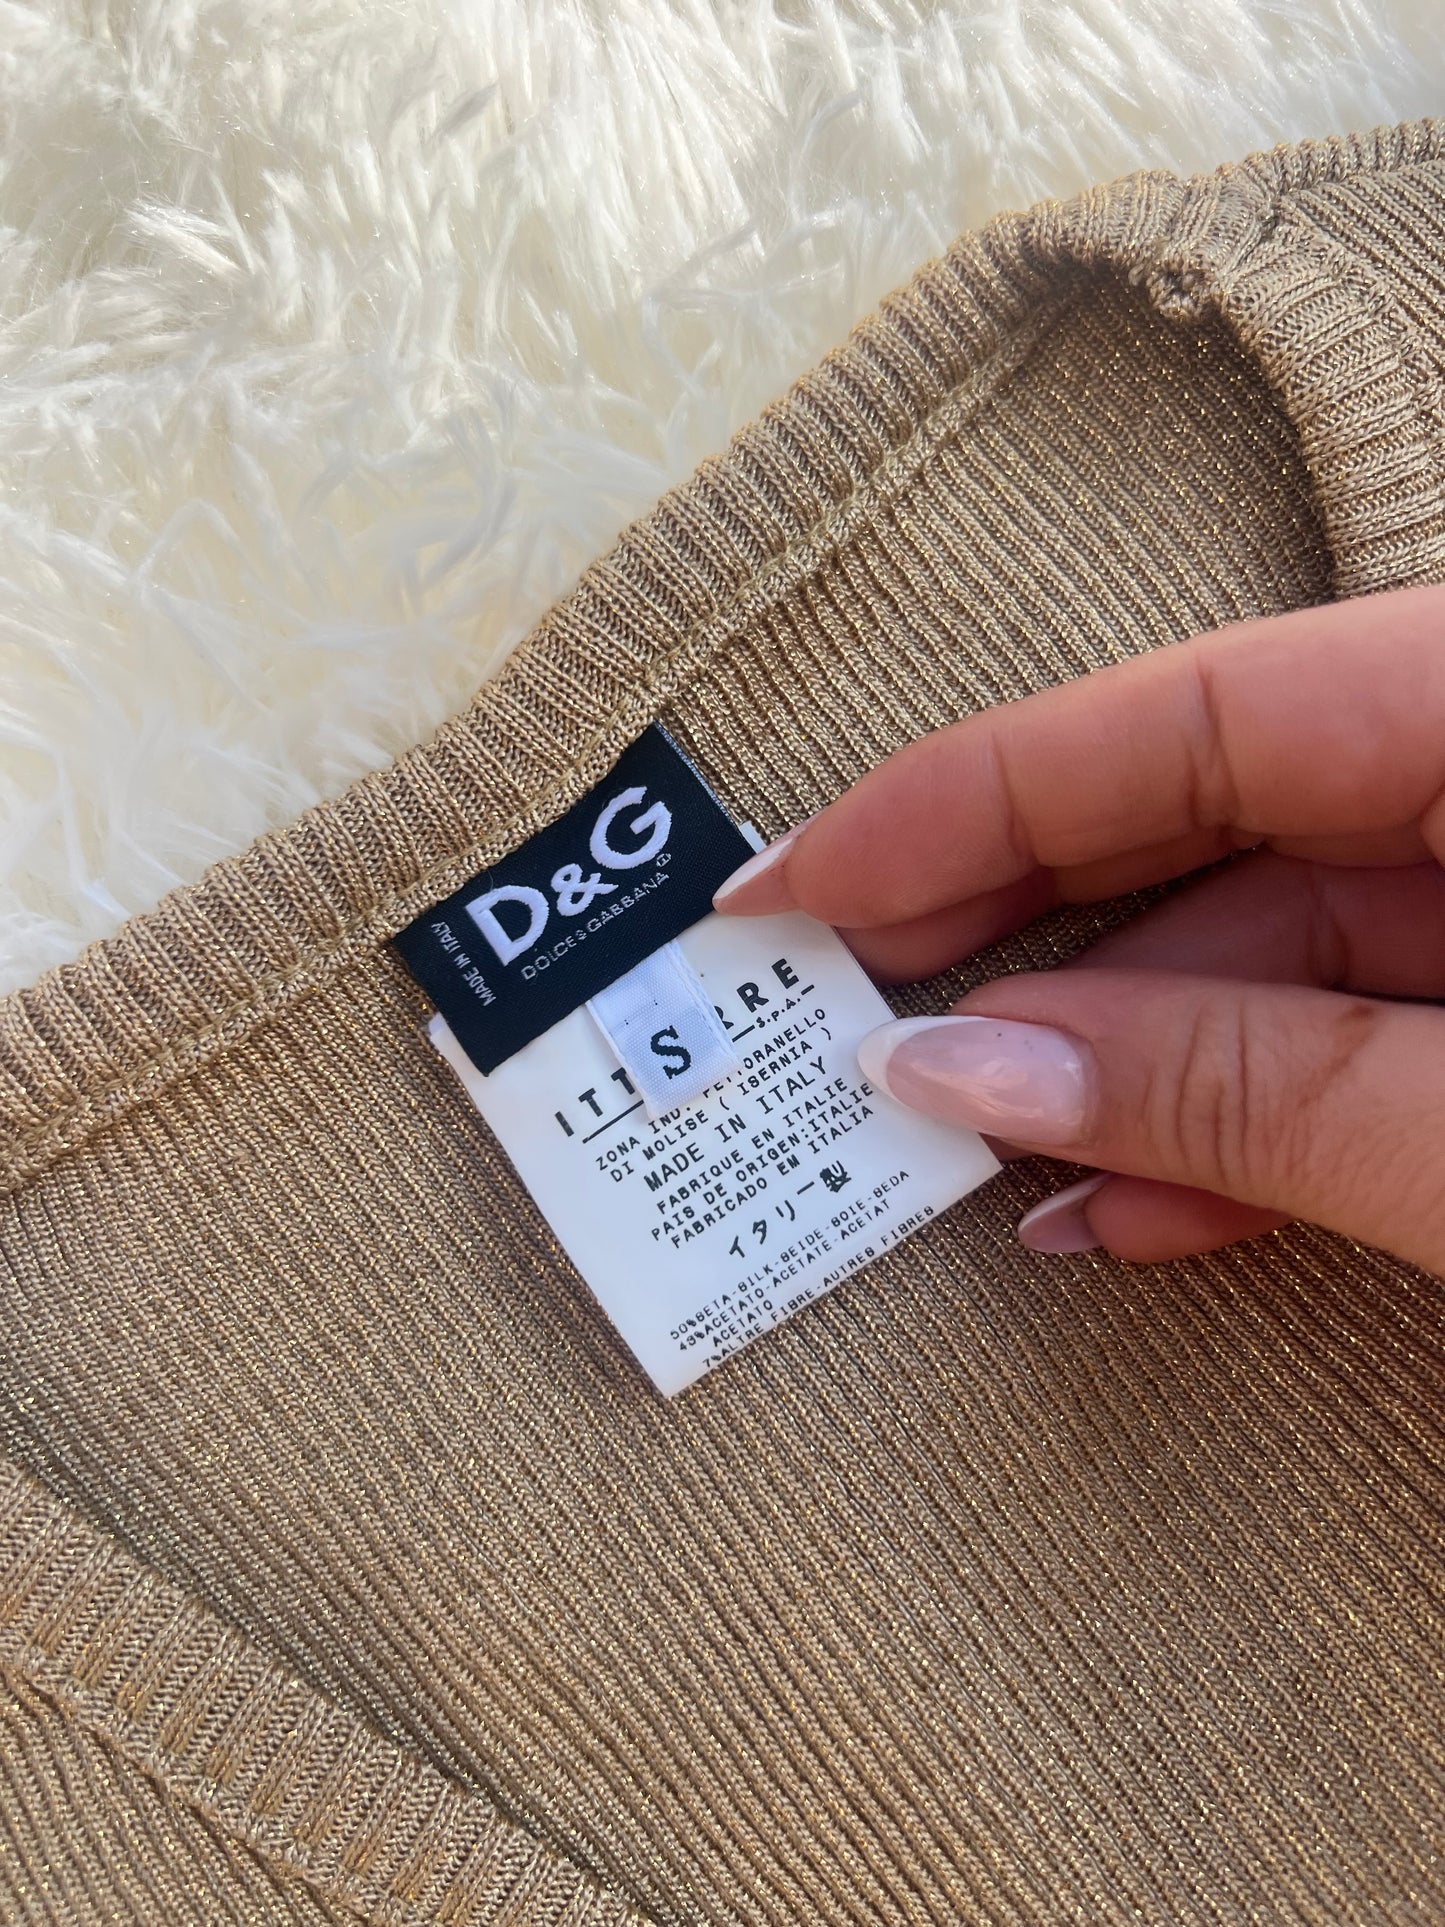 D&G
DOLCE&GABBANA ®
MADE IN ITALY
S
S.P.A.
ZONA IND. PETTORANELLO
DI MOLISE ( ISERNIA )
MADE IN ITALY
FABRIQUE EN ITALIE
PAIS DE ORIGEN:ITALIE
FABRICADO EM ITALIA
イタリー製
50%SETA-SILK-SEIDE-SOIE-SEDA
43%ACETATO-ACETATE-ACETAT
ACETATO
7%ALTRE FIBRE-AUTRES FIBRES